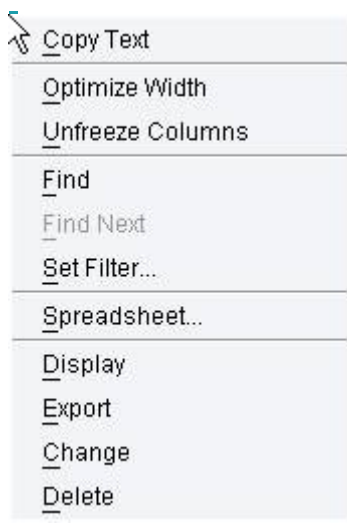 Copy Text
Optimize Width
Unfreeze Columns
Find
Find Next
Set Filter...
Spreadsheet...
Display
Export
Change
Delete